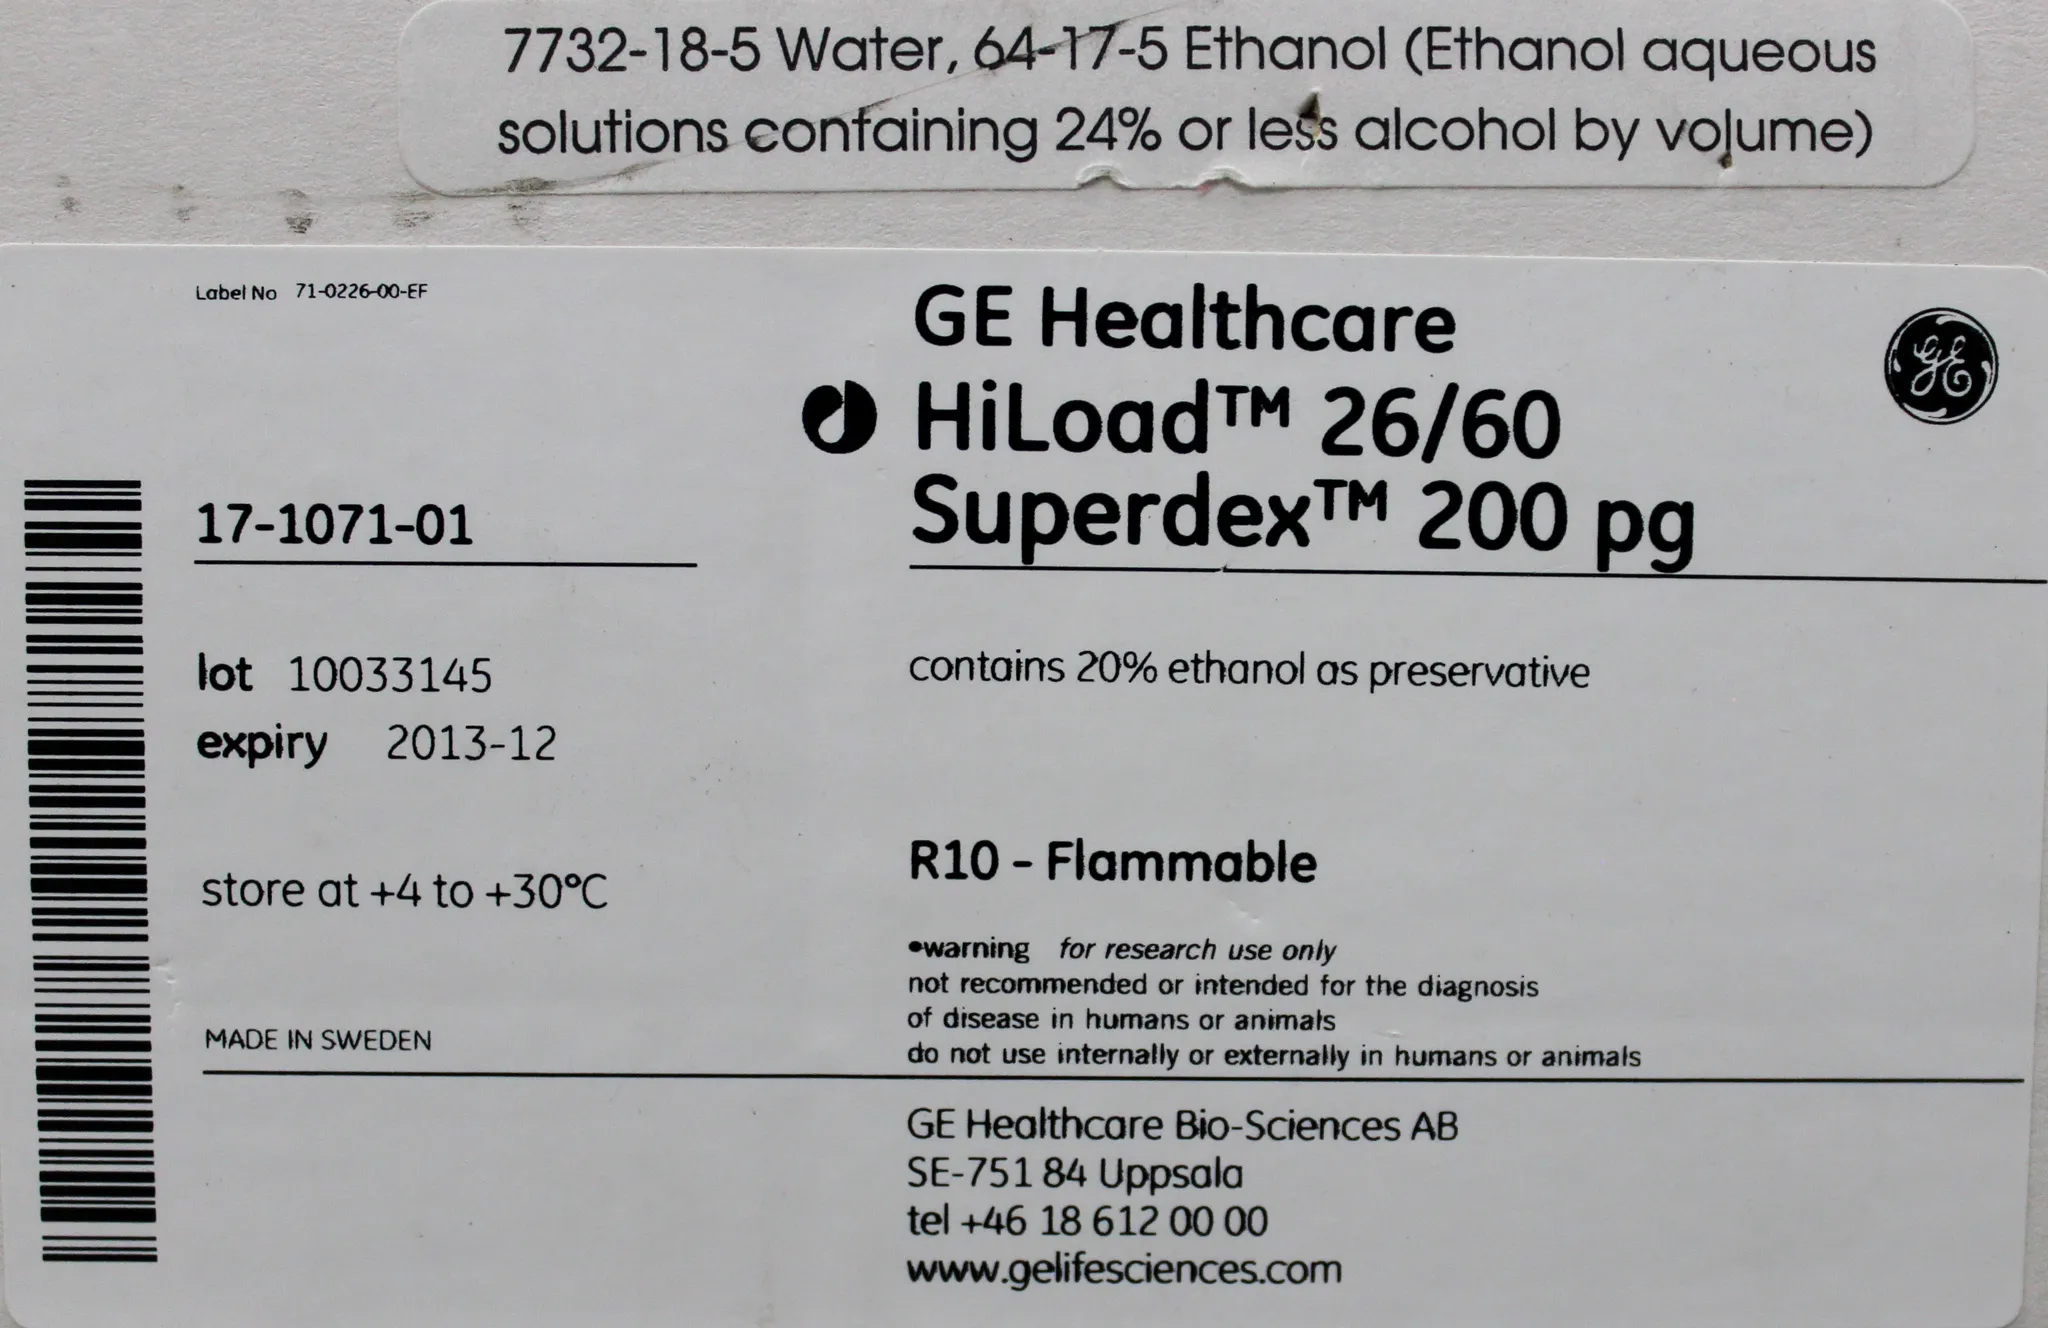 7732-18-5 Water, 64-17-5 Ethanol (Ethanol aqueous
solutions containing 24% or less alcohol by volume)
Label No 71-0226-00-EF
GE Healthcare
GE
HiLoad™ 26/60
Superdex™ 200 pg
17-1071-01
contains 20% ethanol as preservative
lot 10033145
expiry 2013-12
R10 - Flammable
store at +4 to +30°C
•warning for research use only
not recommended or intended for the diagnosis
of disease in humans or animals
do not use internally or externally in humans or animals
MADE IN SWEDEN
GE Healthcare Bio-Sciences AB
SE-751 84 Uppsala
tel +46 18 612 00 00
www.gelifesciences.com